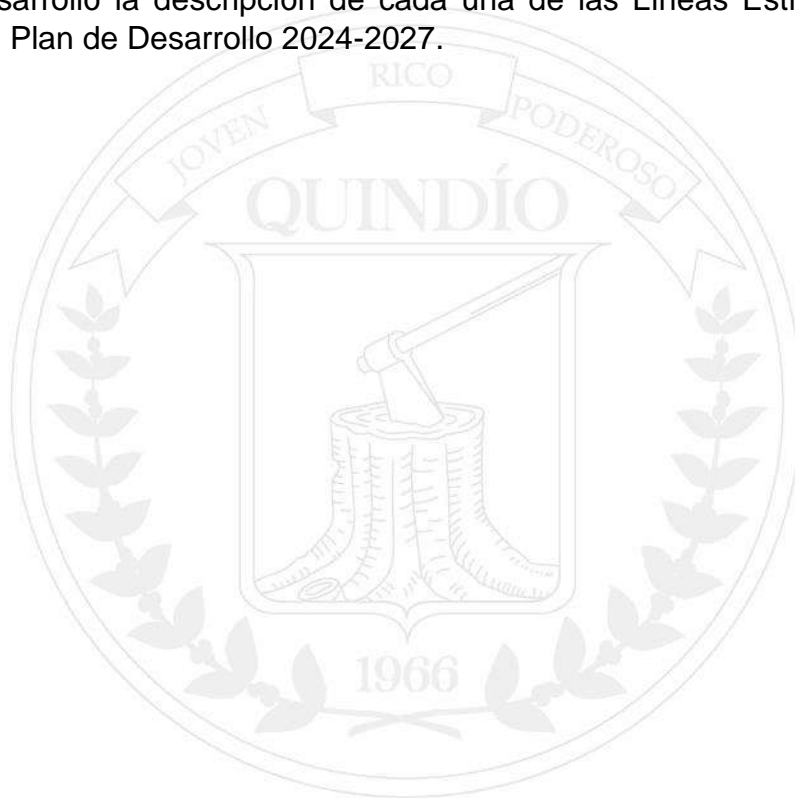 la descripción de cada una de las Líneas
Plan de Desarrollo 2024-2027.
RICO
JOVEN
PODEROSO
QUINDÍO
1966